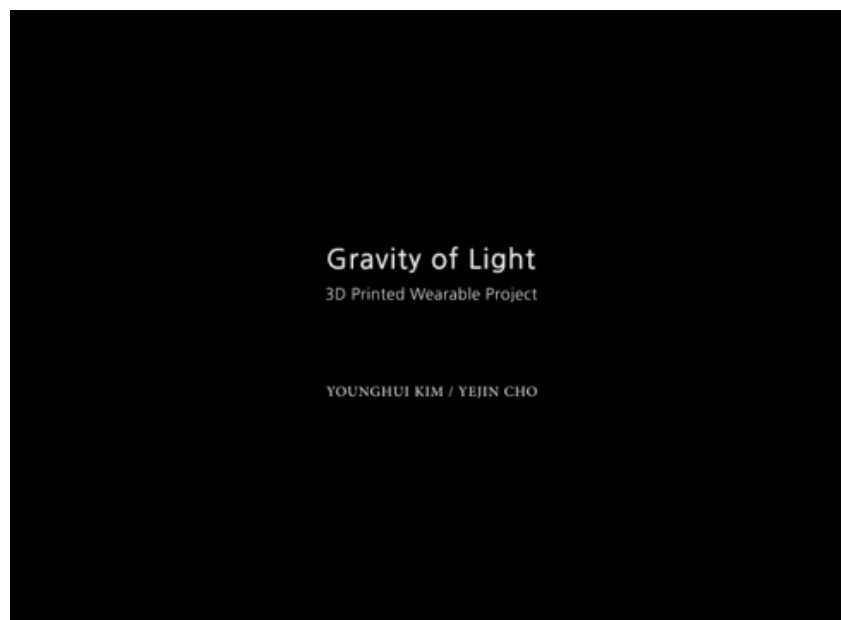 Gravity of Light
3D Printed Wearable Project
YOUNGHUI KIM / YEJIN CHO